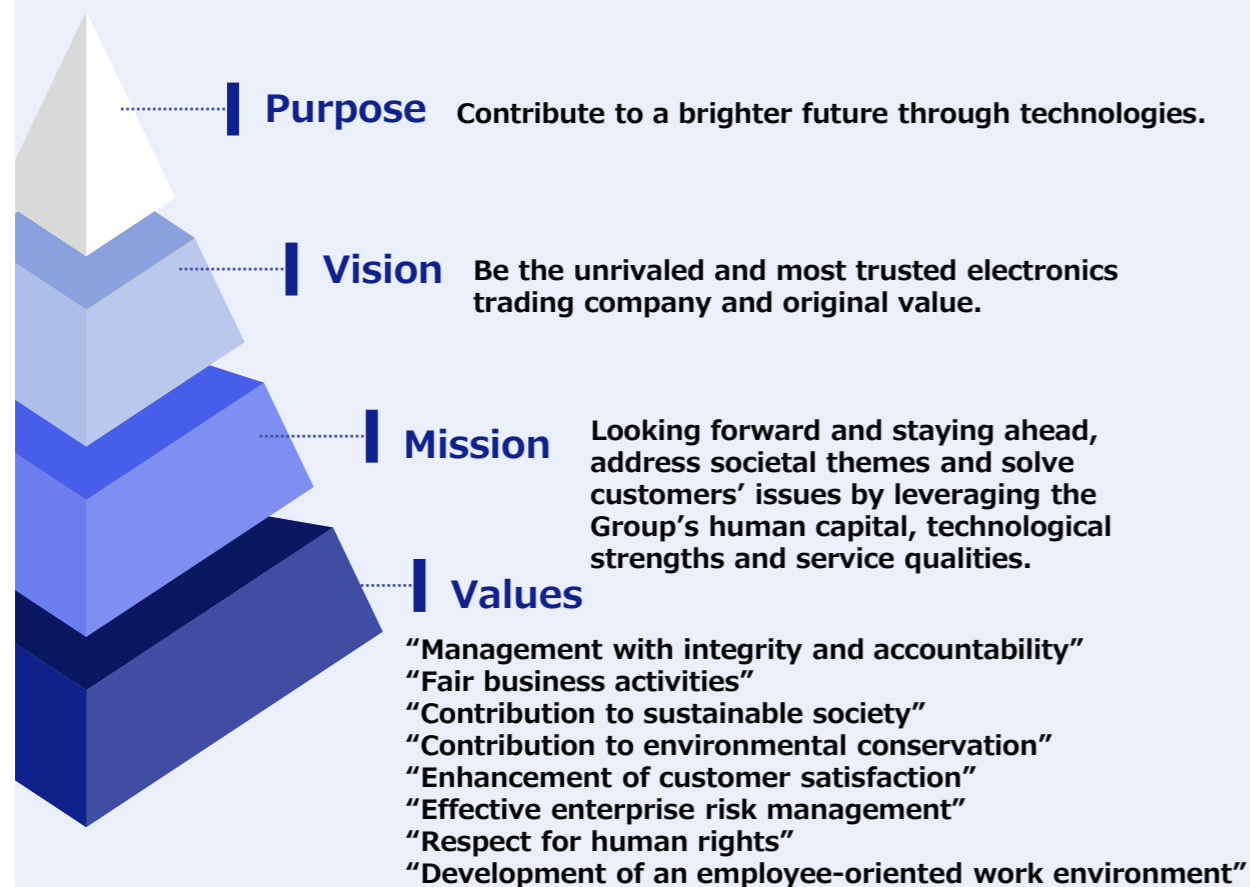 Purpose Contribute to a brighter future through technologies.
Vision Be the unrivaled and most trusted electronics
trading company and original value.
Mission Looking forward and staying ahead,
address societal themes and solve
customers’ issues by leveraging the
Group’s human capital, technological
strengths and service qualities.
Values
“Management with integrity and accountability”
“Fair business activities”
“Contribution to sustainable society”
“Contribution to environmental conservation”
“Enhancement of customer satisfaction”
“Effective enterprise risk management”
“Respect for human rights”
“Development of an employee-oriented work environment”